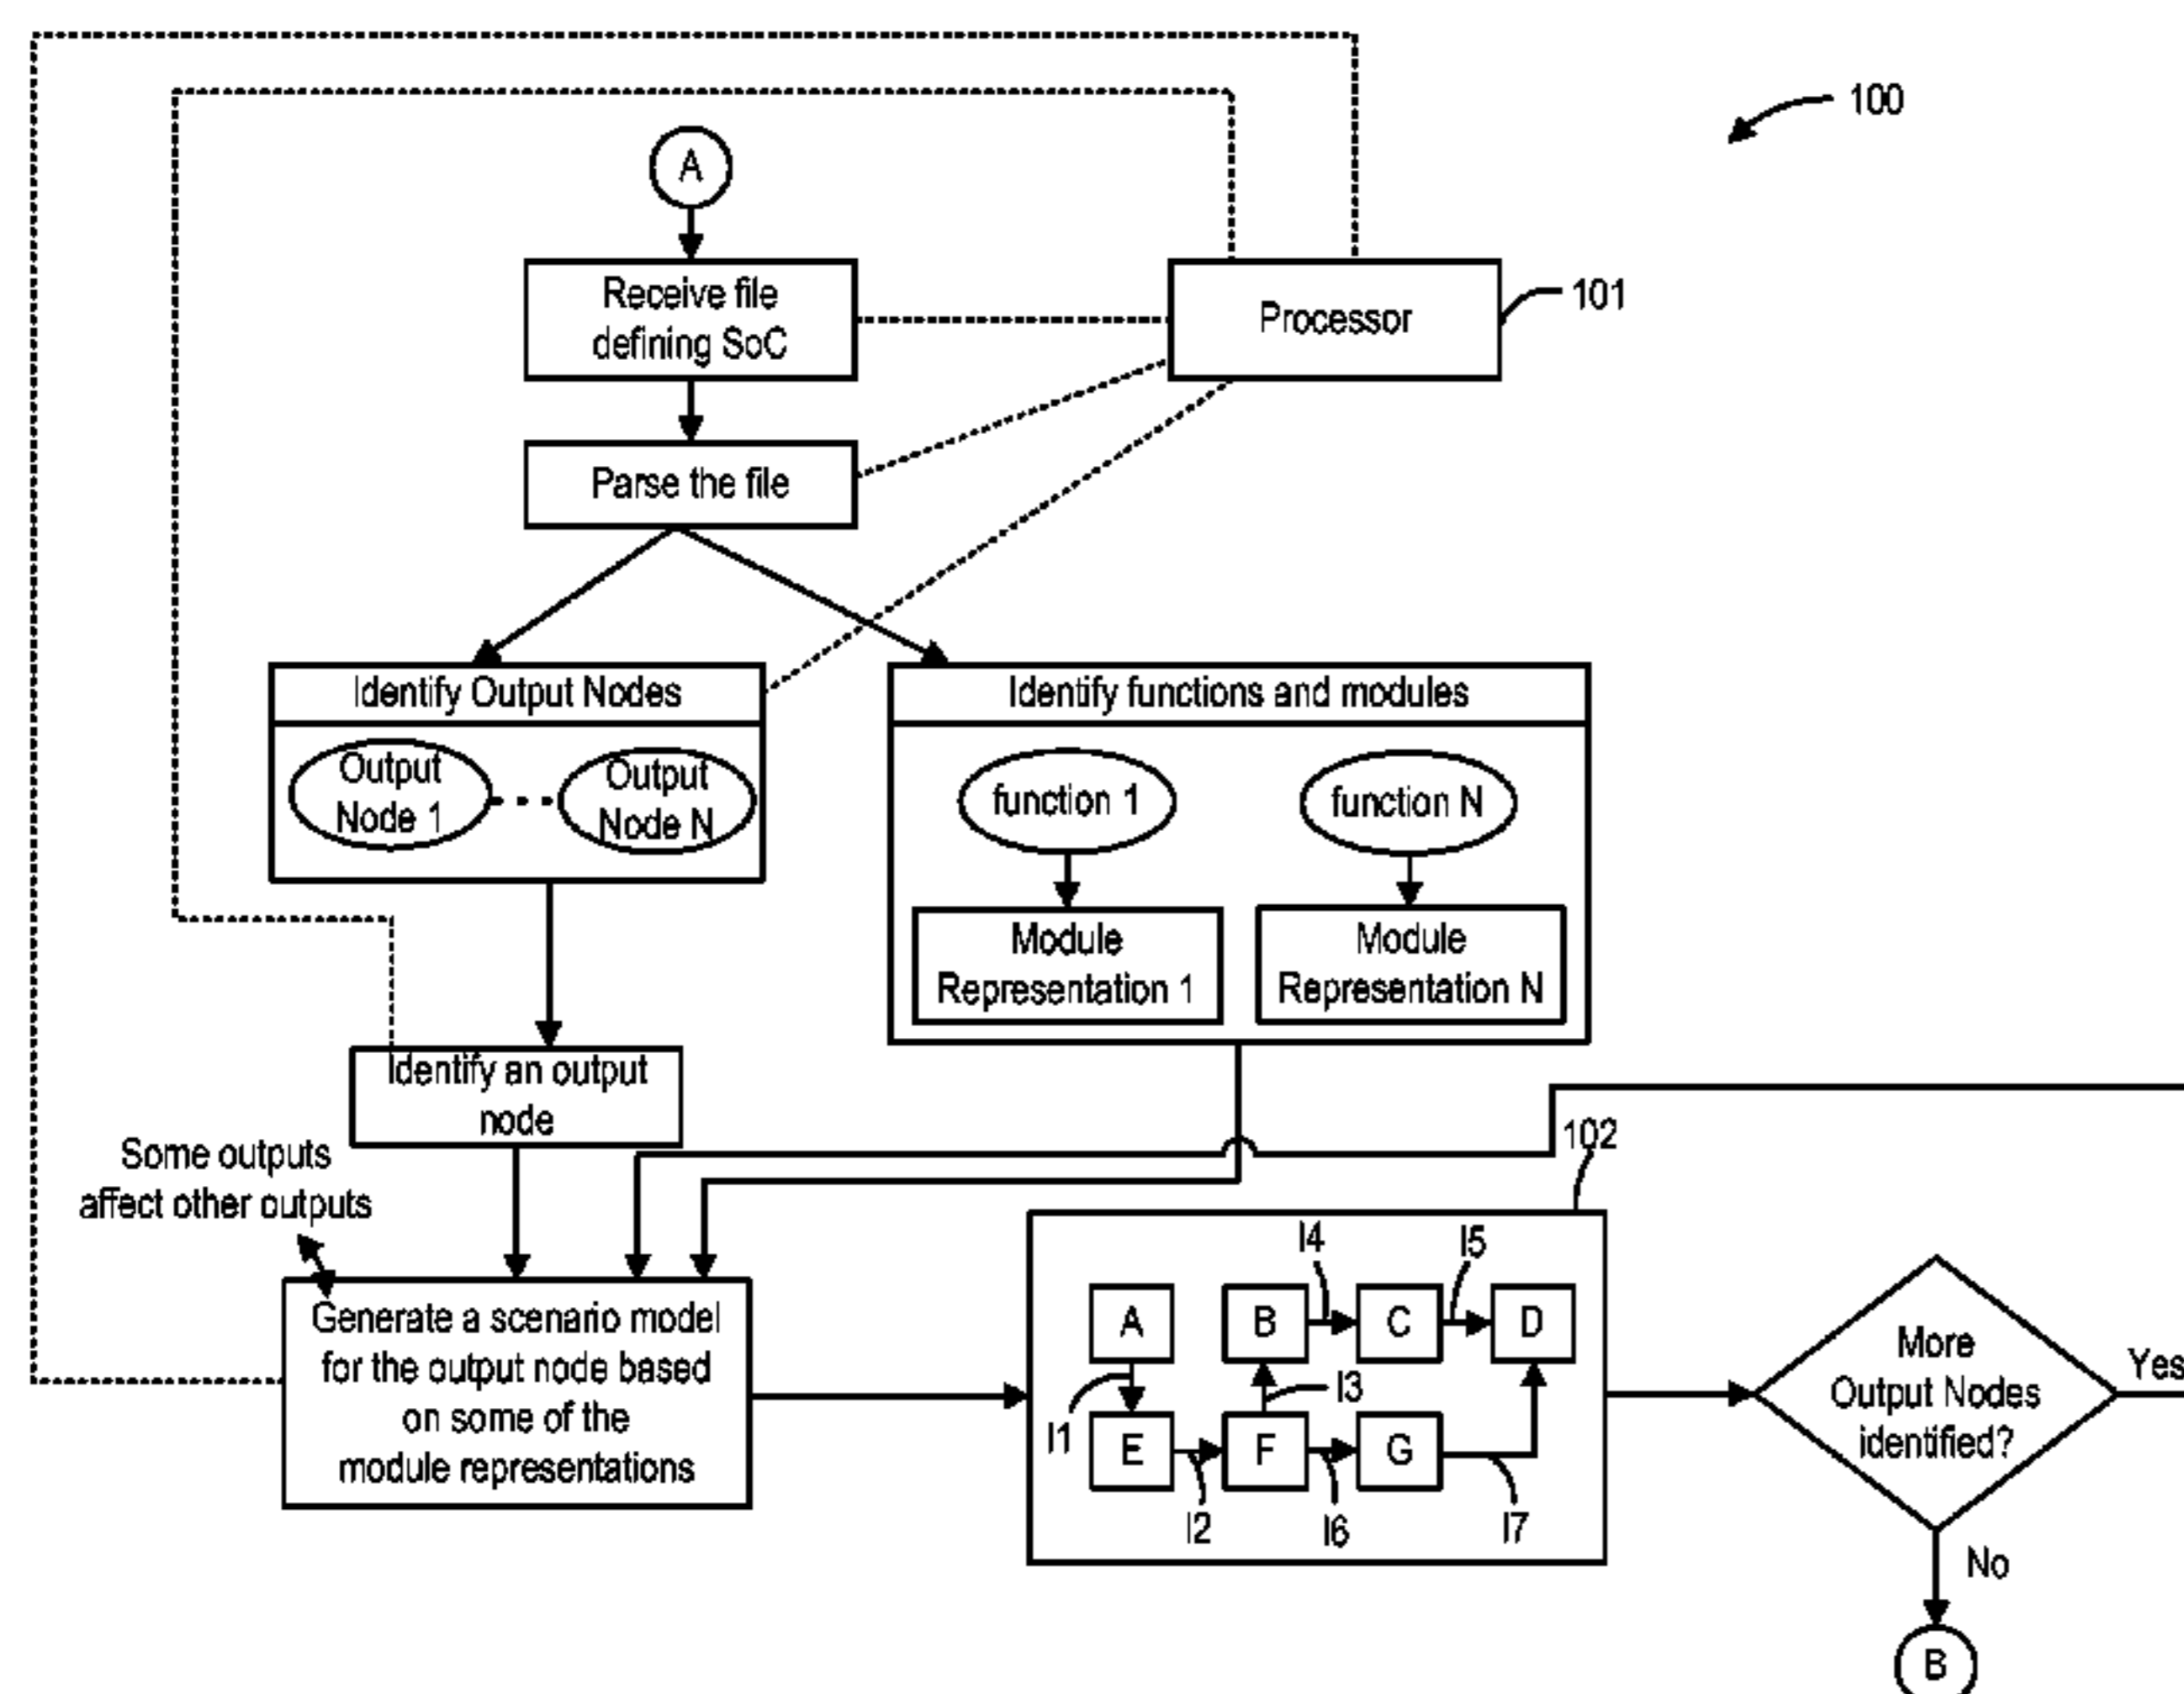 100
A
Receive file
defining SoC
Processor
101
Parse the file
Identify Output Nodes
Output
Node 1
Output
Node N
Identify functions and modules
function 1
function N
Module
Representation 1
Module
Representation N
Identify an output
node
Some outputs
affect other outputs
Generate a scenario model
for the output node based
on some of the
module representations
102
I4
I5
A
B
C
D
I1
I3
E
F
G
I2
I6
I7
More
Output Nodes
identified?
Yes
No
B